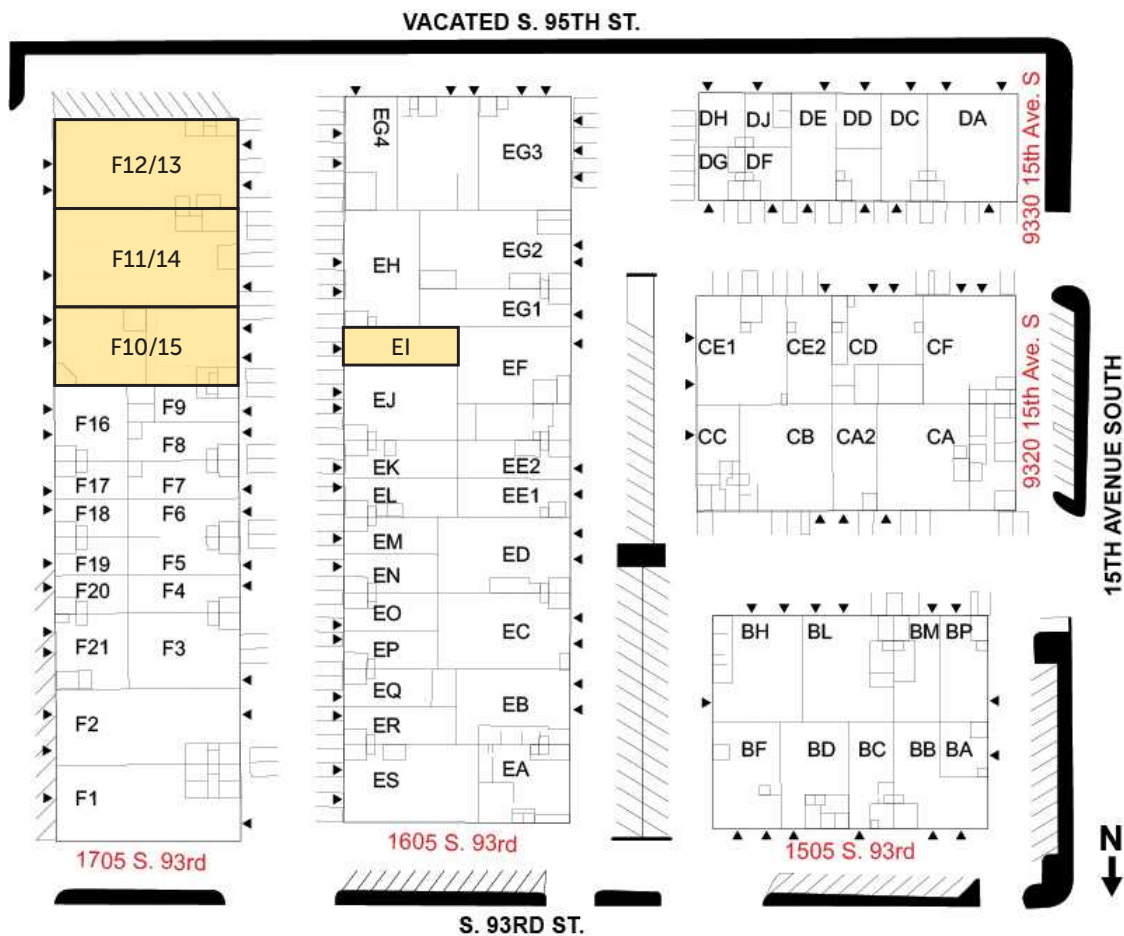 VACATED S. 95TH ST.
F12/13
F11/14
F10/15
F9
F16
F8
F17
F7
F18
F6
F19
F5
F20
F4
F21
F3
F2
F1
1705 S. 93rd
EG4
EG3
EH
EG2
EG1
EI
EF
EJ
EK
EE2
EL
EE1
EM
ED
EN
EO
EC
EP
EQ
EB
ER
EA
ES
1605 S. 93rd
DH
DJ
DE
DD
DC
DA
DG
DF
9330 15th Ave. S
CE1
CE2
CD
CF
CC
CB
CA2
CA
9320 15th Ave. S
15TH AVENUE SOUTH
BH
BL
BM
BP
BF
BD
BC
BB
BA
1505 S. 93rd
N
S. 93RD ST.